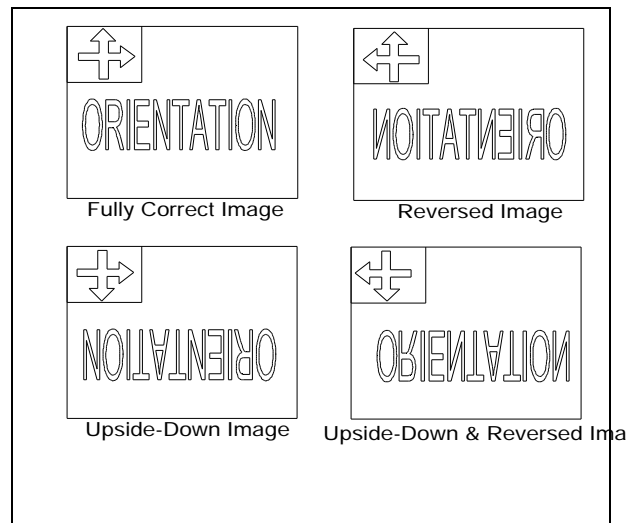 ORIENTATION
Fully Correct Image
ORIENTATION
Reversed Image
ORIENTATION
Upside-Down Image
ORIENTATION
Upside-Down & Reversed Ima